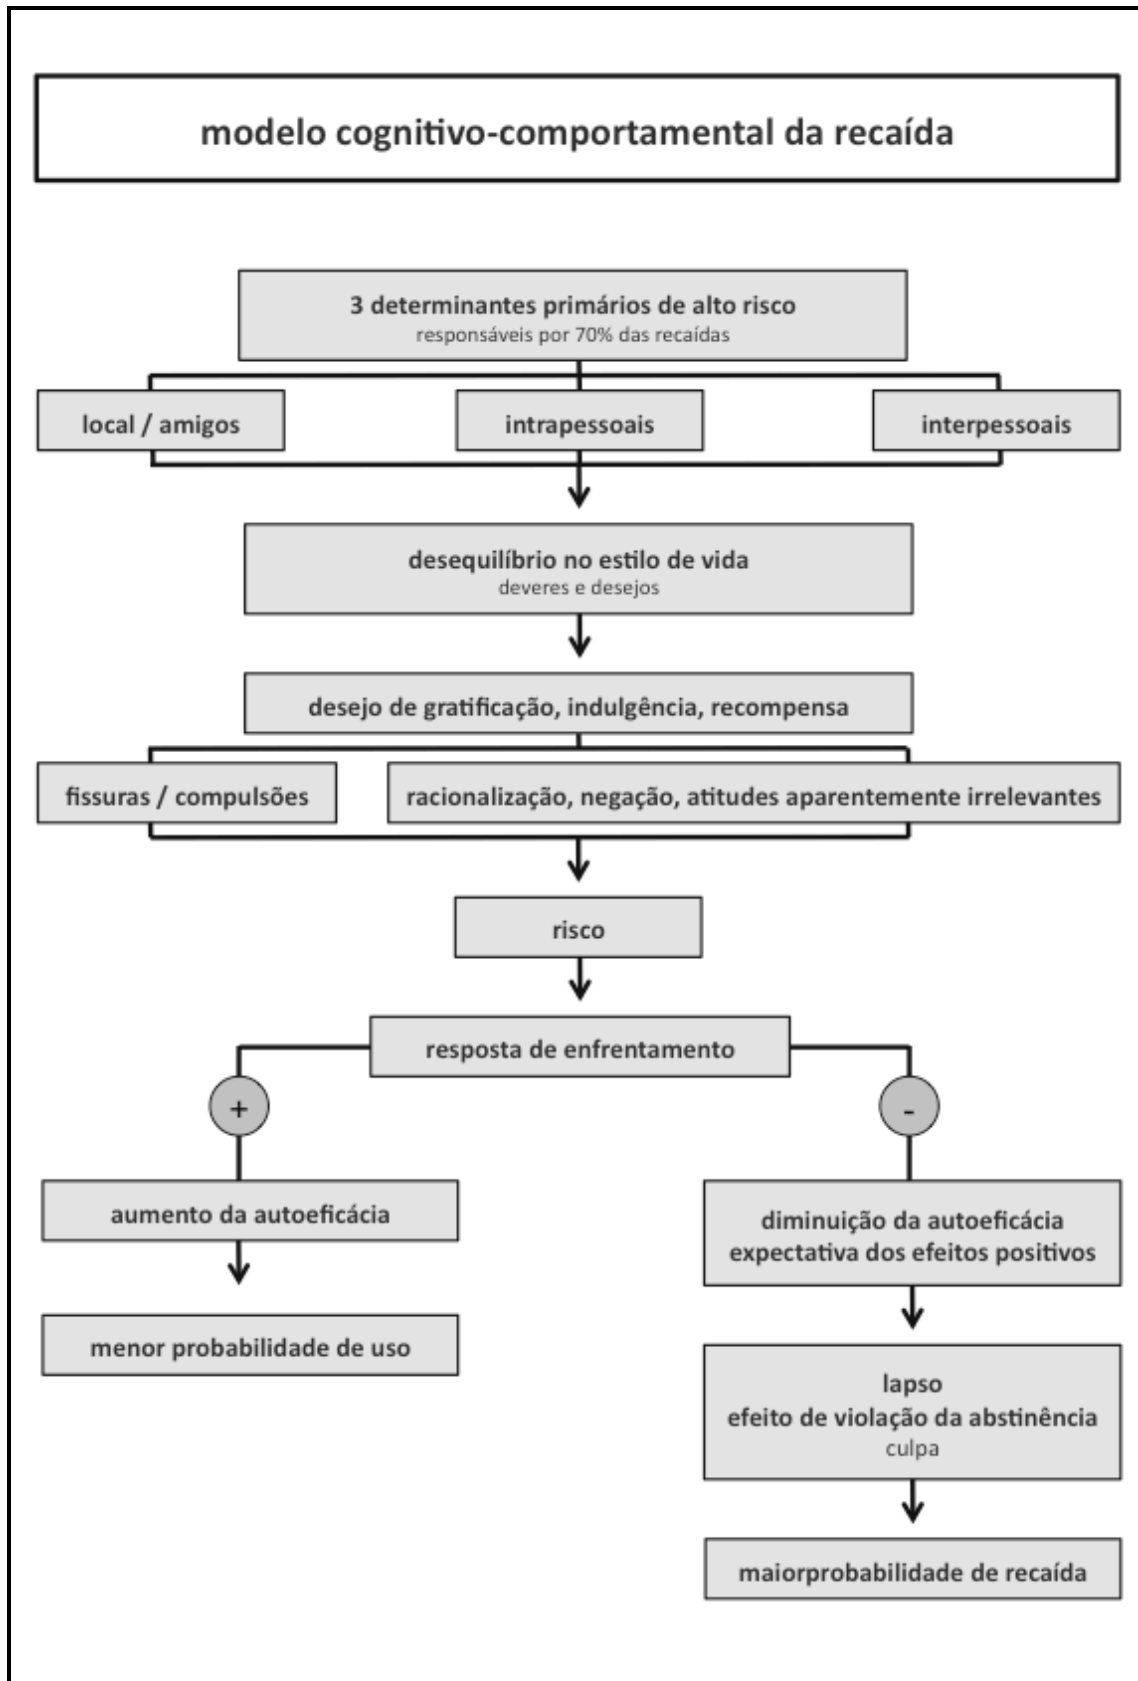 modelo cognitivo-comportamental da recaída
3 determinantes primários de alto risco
responsáveis por 70% das recaídas
local / amigos
intrapessoais
interpessoais
desequilíbrio no estilo de vida
deveres e desejos
desejo de gratificação, indulgência, recompensa
fissuras / compulsões
racionalização, negação, atitudes aparentemente irrelevantes
risco
resposta de enfrentamento
+
-
aumento da autoeficácia
menor probabilidade de uso
diminuição da autoeficácia
expectativa dos efeitos positivos
lapso
efeito de violação da abstinência
culpa
maiorprobabilidade de recaída